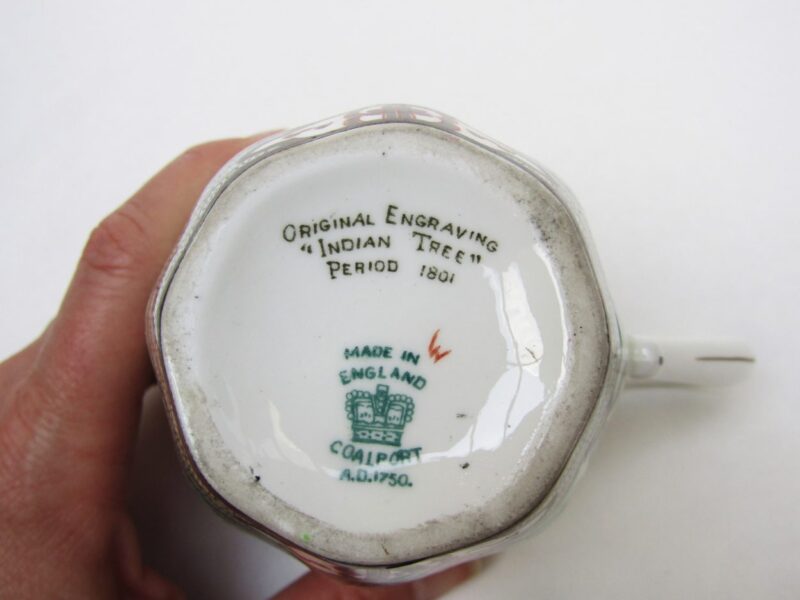 ORIGINAL ENGRAVING
"INDIAN TREE"
PERIOD 1801
W
MADE IN
ENGLAND
COALPORT
A.D.1750.